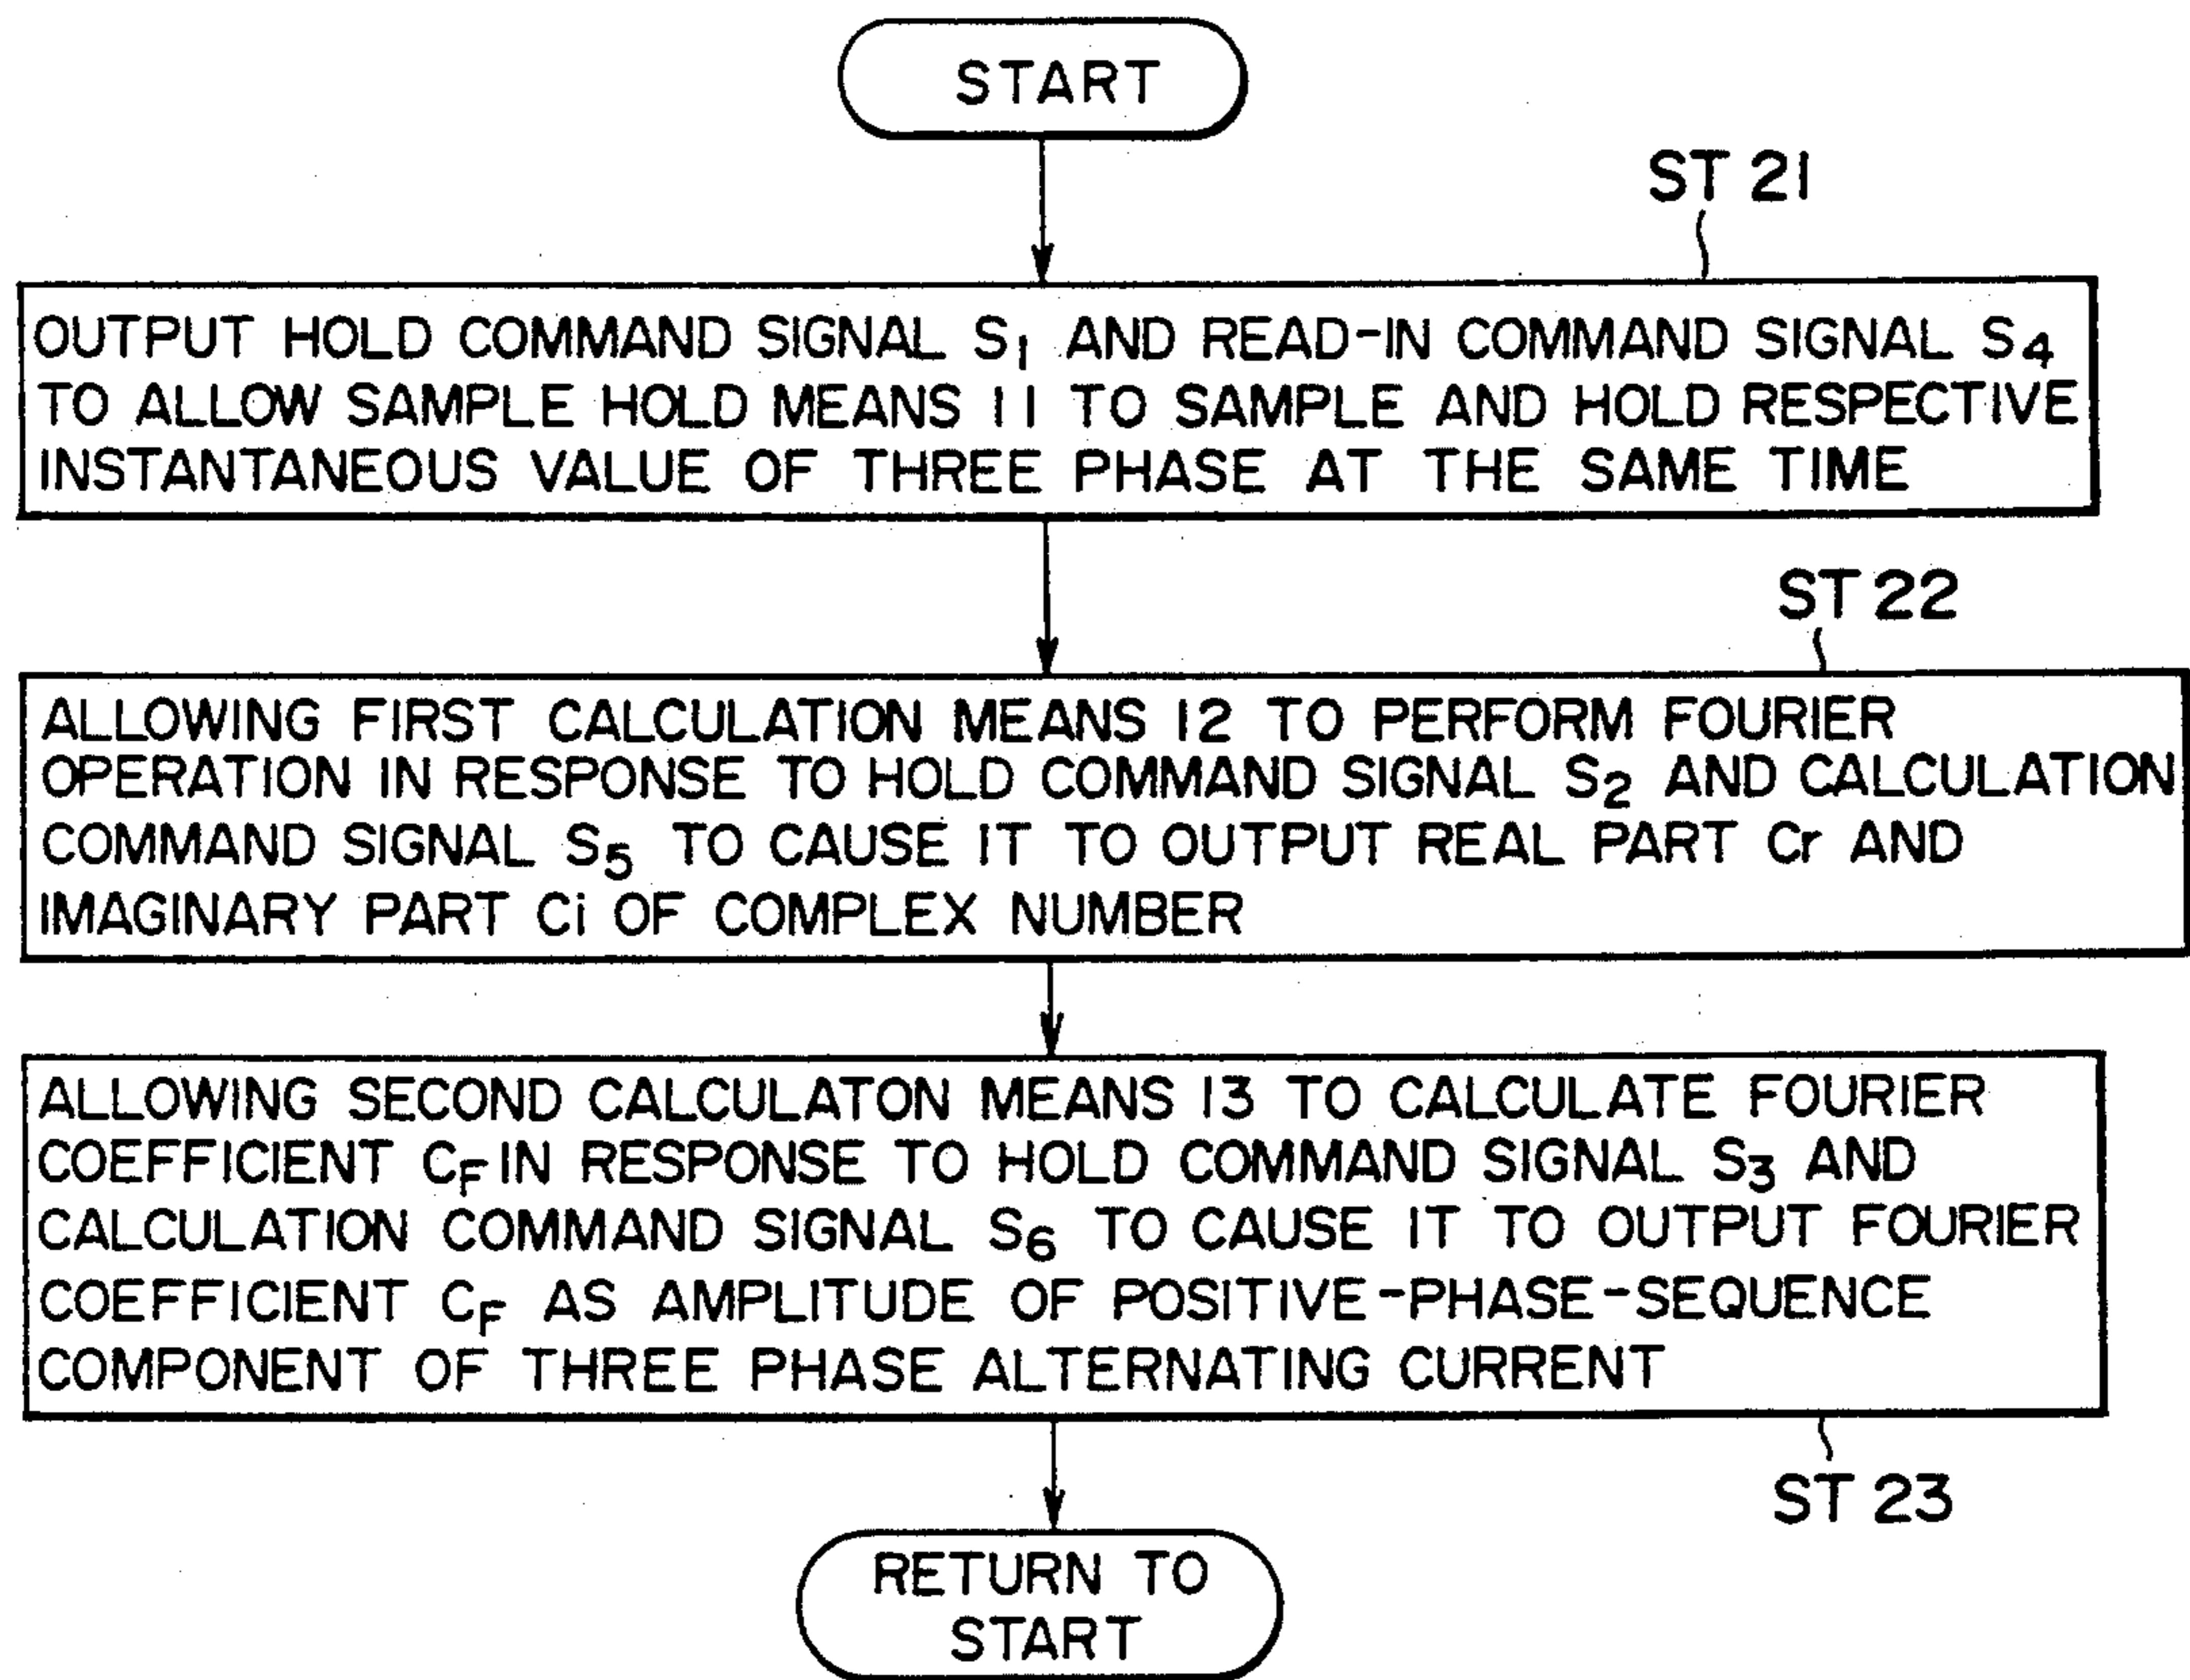 START
ST 21
OUTPUT HOLD COMMAND SIGNAL S₁ AND READ-IN COMMAND SIGNAL S₄
TO ALLOW SAMPLE HOLD MEANS 11 TO SAMPLE AND HOLD RESPECTIVE
INSTANTANEOUS VALUE OF THREE PHASE AT THE SAME TIME
ST 22
ALLOWING FIRST CALCULATION MEANS 12 TO PERFORM FOURIER
OPERATION IN RESPONSE TO HOLD COMMAND SIGNAL S₂ AND CALCULATION
COMMAND SIGNAL S₅ TO CAUSE IT TO OUTPUT REAL PART Cr AND
IMAGINARY PART Ci OF COMPLEX NUMBER
ALLOWING SECOND CALCULATON MEANS 13 TO CALCULATE FOURIER
COEFFICIENT C_F IN RESPONSE TO HOLD COMMAND SIGNAL S₃ AND
CALCULATION COMMAND SIGNAL S₆ TO CAUSE IT TO OUTPUT FOURIER
COEFFICIENT C_F AS AMPLITUDE OF POSITIVE-PHASE-SEQUENCE
COMPONENT OF THREE PHASE ALTERNATING CURRENT
ST 23
RETURN TO
START